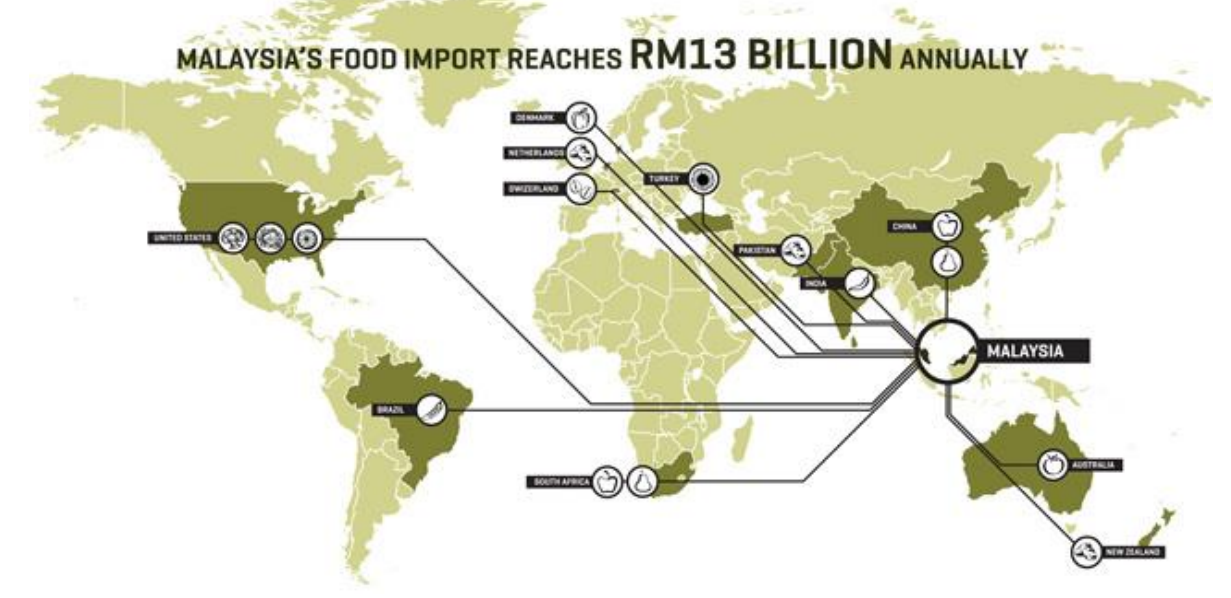 MALAYSIA'S FOOD IMPORT REACHES RM13 BILLION ANNUALLY
DENMARK
NETHERLANDS
SWIZERLAND
TURKEY
UNITED STATES
CHINA
PAKISTAN
INDIA
MALAYSIA
BRAZIL
AUSTRALIA
SOUTH AFRICA
NEW ZEALAND